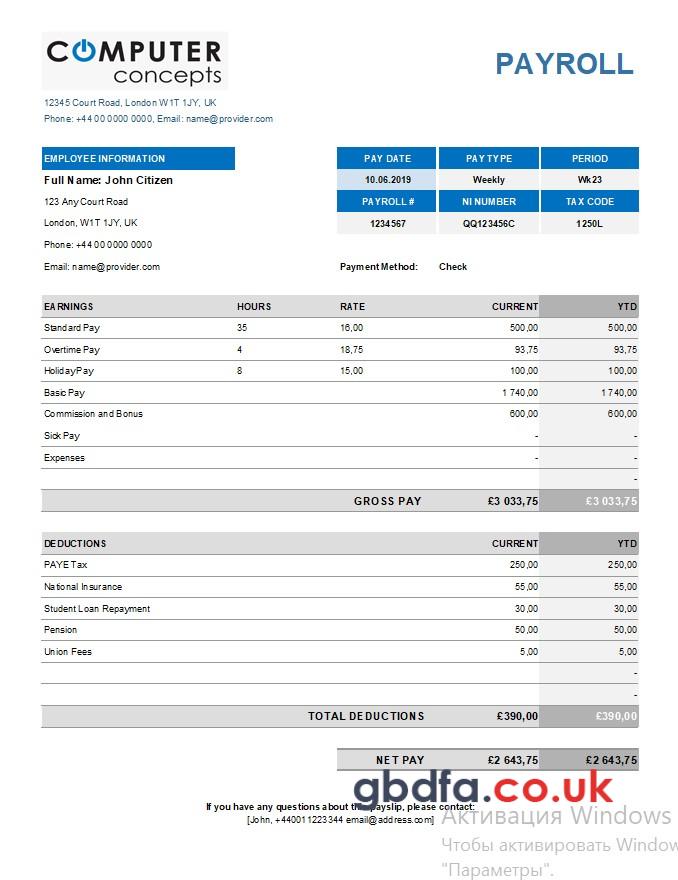 COMPUTER
concepts
PAYROLL
12345 Court Road, London W1T 1JY, UK
Phone: +44 00 0000 0000, Email: name@provider.com
EMPLOYEE INFORMATION
PAY DATE PAY TYPE PERIOD
Full Name: John Citizen
10.06.2019 Weekly Wk23
123 Any Court Road
PAYROLL # NI NUMBER TAX CODE
London, W1T 1JY, UK
1234567 QQ123456C 1250L
Phone: +44 00 0000 0000
Email: name@provider.com
Payment Method: Check
EARNINGS HOURS RATE CURRENT YTD
Standard Pay 35 16,00 500,00 500,00
Overtime Pay 4 18,75 93,75 93,75
Holiday Pay 8 15,00 100,00 100,00
Basic Pay 1 740,00 1 740,00
Commission and Bonus 600,00 600,00
Sick Pay - -
Expenses - -
-
GROSS PAY £3 033,75 £3 033,75
DEDUCTIONS CURRENT YTD
PAYE Tax 250,00 250,00
National Insurance 55,00 55,00
Student Loan Repayment 30,00 30,00
Pension 50,00 50,00
Union Fees 5,00 5,00
-
-
TOTAL DEDUCTIONS £390,00 £390,00
NET PAY £2 643,75 £2 643,75
gbdfa.co.uk
If you have any questions about this payslip, please contact:
[John, +440011223344 email@address.com]
Активация Windows
Чтобы активировать Window
"Параметры".